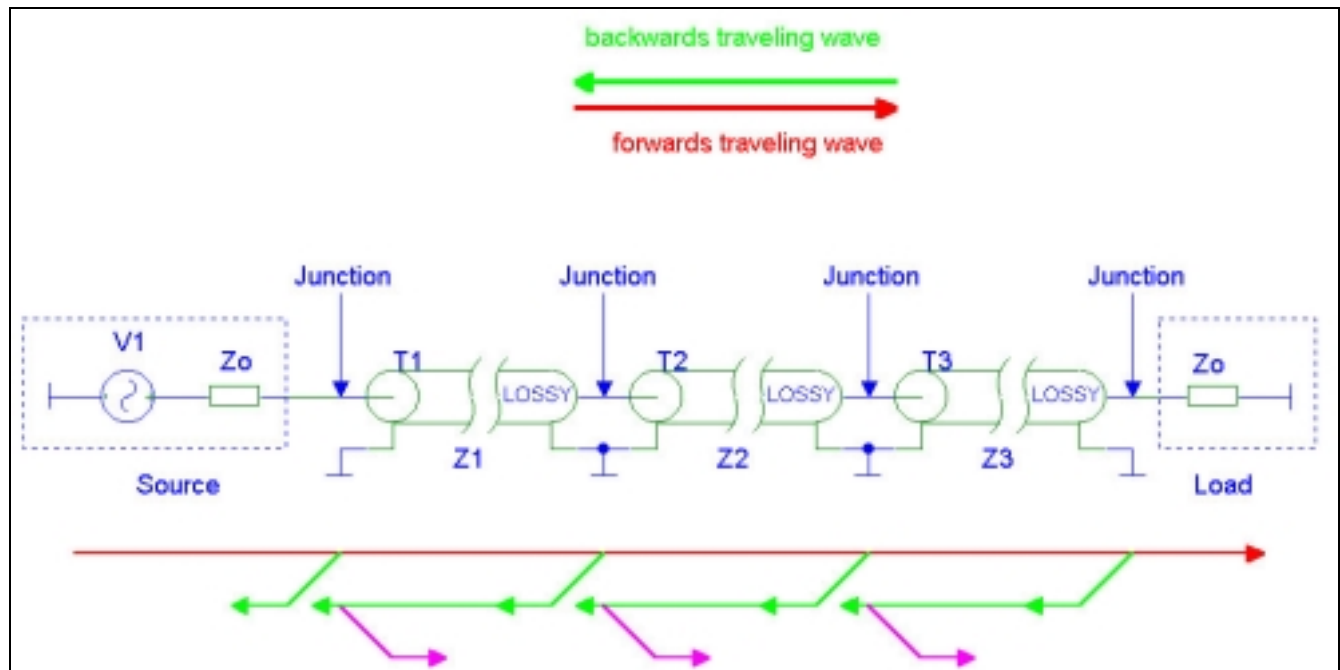 backwards traveling wave
forwards traveling wave
Junction Junction Junction Junction
V1 Zo T1 LOSSY T2 LOSSY T3 LOSSY Zo
Z1 Z2 Z3
Source Load